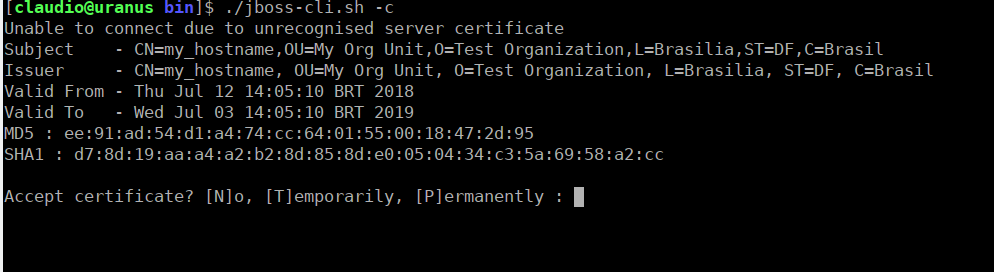 [claudio@uranus bin]$ ./jboss-cli.sh -c
Unable to connect due to unrecognised server certificate
Subject    - CN=my_hostname,OU=My Org Unit,O=Test Organization,L=Brasilia,ST=DF,C=Brasil
Issuer     - CN=my_hostname, OU=My Org Unit, O=Test Organization, L=Brasilia, ST=DF, C=Brasil
Valid From - Thu Jul 12 14:05:10 BRT 2018
Valid To   - Wed Jul 03 14:05:10 BRT 2019
MD5 : ee:91:ad:54:d1:a4:74:cc:64:01:55:00:18:47:2d:95
SHA1 : d7:8d:19:aa:a4:a2:b2:8d:85:8d:e0:05:04:34:c3:5a:69:58:a2:cc
Accept certificate? [N]o, [T]emporarily, [P]ermanently :